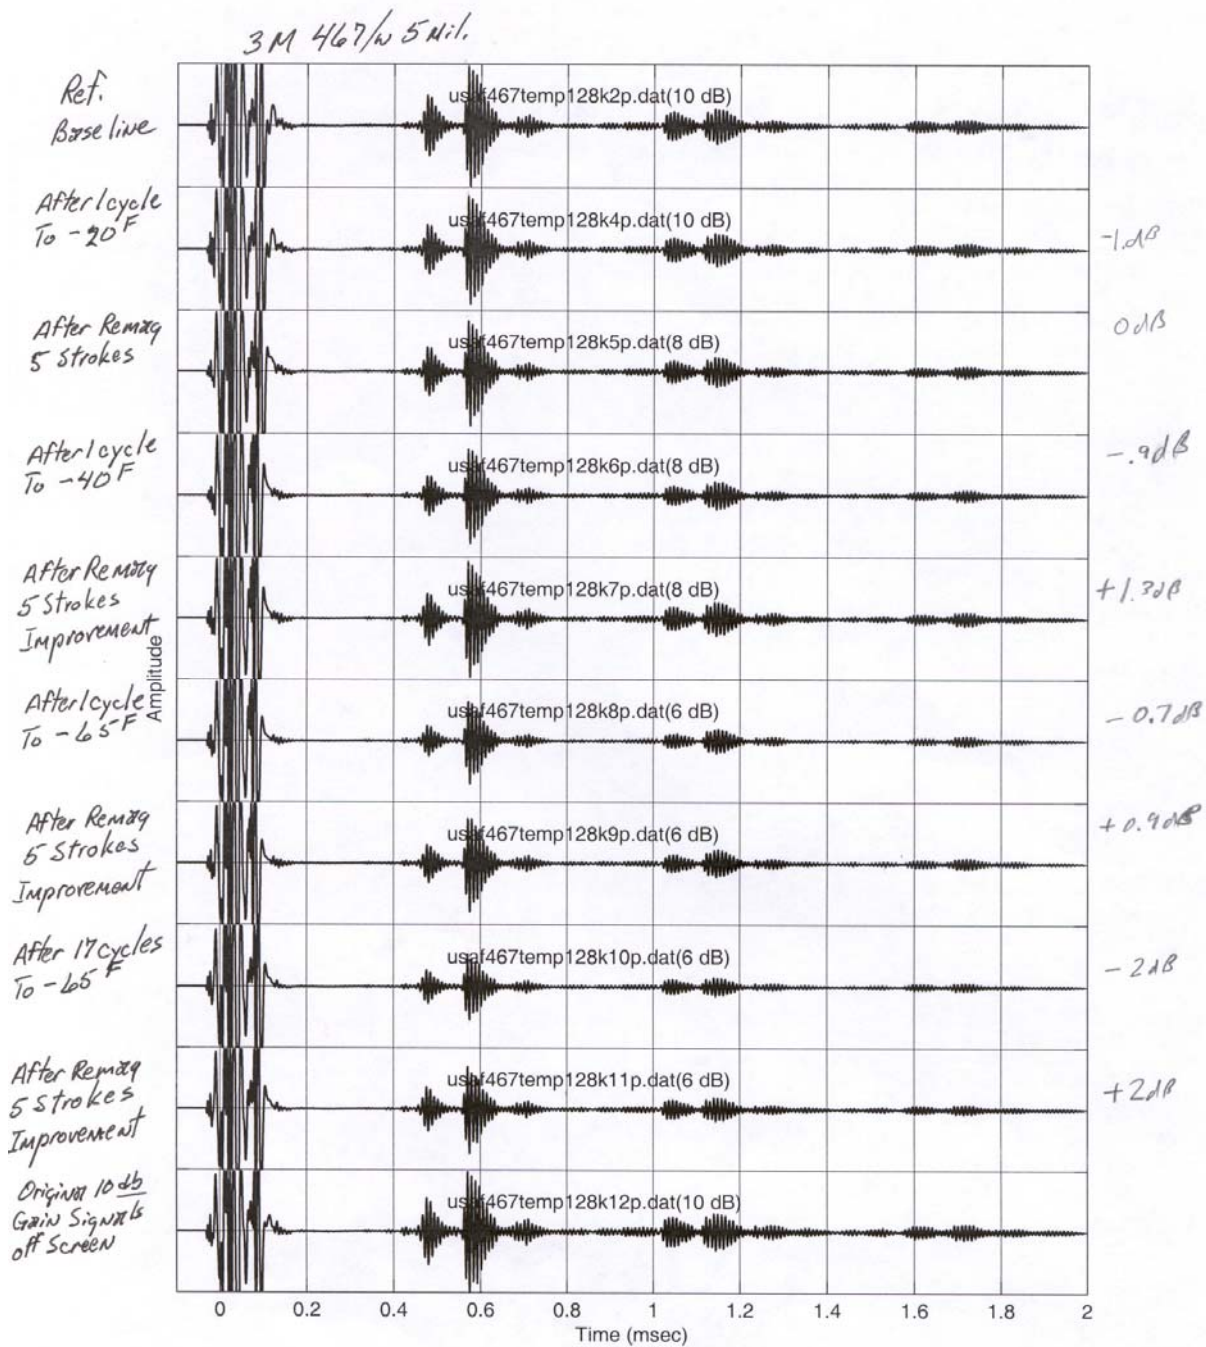 3M 467/w 5 Mil.
Ref.
Base line
usaf467temp128k2p.dat(10 dB)
After 1 cycle
To -20 F
usaf467temp128k4p.dat(10 dB)
-1. dB
After Remag
5 Strokes
usaf467temp128k5p.dat(8 dB)
0 dB
After 1 cycle
To -40 F
usaf467temp128k6p.dat(8 dB)
-.9dB
After Remag
5 Strokes
Improvement
usaf467temp128k7p.dat(8 dB)
+1.3dB
Amplitude
After 1 cycle
To -65 F
usaf467temp128k8p.dat(6 dB)
-0.7dB
After Remag
5 Strokes
Improvement
usaf467temp128k9p.dat(6 dB)
+0.9dB
After 17 cycles
To -65 F
usaf467temp128k10p.dat(6 dB)
-2dB
After Remag
5 Strokes
Improvement
usaf467temp128k11p.dat(6 dB)
+2dB
Original 10 db
Gain Signals
off Screen
usaf467temp128k12p.dat(10 dB)
0 0.2 0.4 0.6 0.8 1 1.2 1.4 1.6 1.8 2
Time (msec)